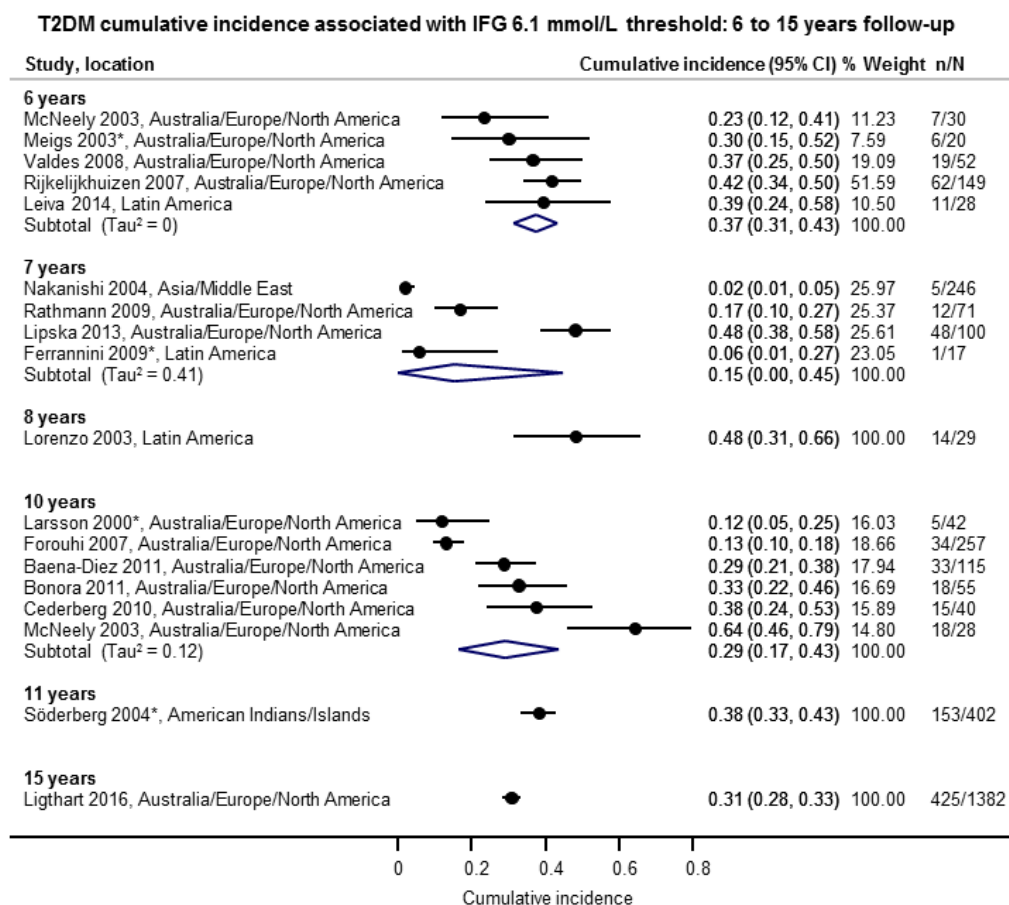 T2DM cumulative incidence associated with IFG 6.1 mmol/L threshold: 6 to 15 years follow-up
Study, location Cumulative incidence (95% CI) % Weight n/N
6 years
McNeely 2003, Australia/Europe/North America 0.23 (0.12, 0.41) 11.23 7/30
Meigs 2003*, Australia/Europe/North America 0.30 (0.15, 0.52) 7.59 6/20
Valdes 2008, Australia/Europe/North America 0.37 (0.25, 0.50) 19.09 19/52
Rijkelijkhuizen 2007, Australia/Europe/North America 0.42 (0.34, 0.50) 51.59 62/149
Leiva 2014, Latin America 0.39 (0.24, 0.58) 10.50 11/28
Subtotal (Tau² = 0) 0.37 (0.31, 0.43) 100.00
7 years
Nakanishi 2004, Asia/Middle East 0.02 (0.01, 0.05) 25.97 5/246
Rathmann 2009, Australia/Europe/North America 0.17 (0.10, 0.27) 25.37 12/71
Lipska 2013, Australia/Europe/North America 0.48 (0.38, 0.58) 25.61 48/100
Ferrannini 2009*, Latin America 0.06 (0.01, 0.27) 23.05 1/17
Subtotal (Tau² = 0.41) 0.15 (0.00, 0.45) 100.00
8 years
Lorenzo 2003, Latin America 0.48 (0.31, 0.66) 100.00 14/29
10 years
Larsson 2000*, Australia/Europe/North America 0.12 (0.05, 0.25) 16.03 5/42
Forouhi 2007, Australia/Europe/North America 0.13 (0.10, 0.18) 18.66 34/257
Baena-Diez 2011, Australia/Europe/North America 0.29 (0.21, 0.38) 17.94 33/115
Bonora 2011, Australia/Europe/North America 0.33 (0.22, 0.46) 16.69 18/55
Cederberg 2010, Australia/Europe/North America 0.38 (0.24, 0.53) 15.89 15/40
McNeely 2003, Australia/Europe/North America 0.64 (0.46, 0.79) 14.80 18/28
Subtotal (Tau² = 0.12) 0.29 (0.17, 0.43) 100.00
11 years
Söderberg 2004*, American Indians/Islands 0.38 (0.33, 0.43) 100.00 153/402
15 years
Ligthart 2016, Australia/Europe/North America 0.31 (0.28, 0.33) 100.00 425/1382
0 0.2 0.4 0.6 0.8
Cumulative incidence